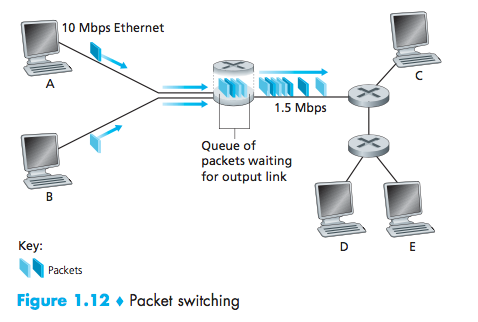 10 Mbps Ethernet
A
C
1.5 Mbps
Queue of
packets waiting
for output link
B
D
E
Key:
Packets
Figure 1.12 ♦ Packet switching